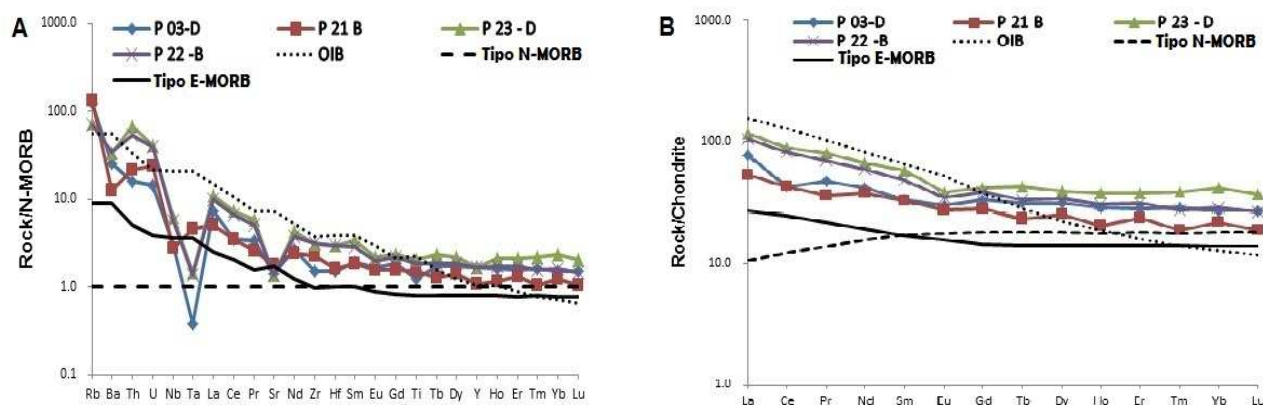 A
P 03-D
P 21 B
P 23 - D
P 22 -B
OIB
Tipo N-MORB
Tipo E-MORB
Rock/N-MORB
1000.0
100.0
10.0
1.0
0.1
Rb Ba Th U Nb Ta La Ce Pr Sr Nd Zr Hf Sm Eu Gd Ti Tb Dy Y Ho Er Tm Yb Lu
B
P 03-D
P 21 B
P 23 - D
P 22 -B
OIB
Tipo N-MORB
Tipo E-MORB
Rock/Chondrite
1000.0
100.0
10.0
1.0
La Ce Pr Nd Sm Eu Gd Tb Dy Ho Er Tm Yb Lu